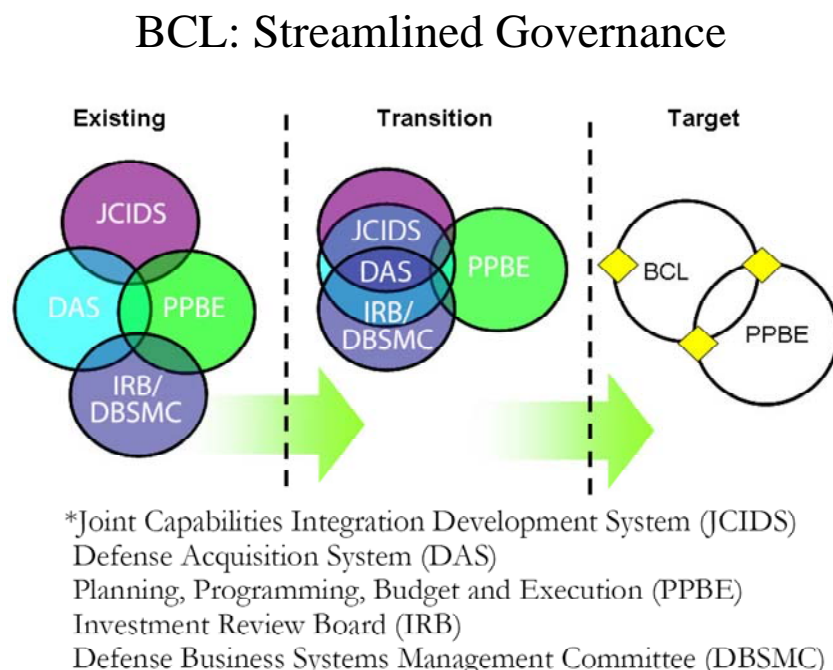 BCL: Streamlined Governance
Existing
Transition
Target
JCIDS
DAS
PPBE
IRB/
DBSMC
JCIDS
DAS
PPBE
IRB/
DBSMC
BCL
PPBE
*Joint Capabilities Integration Development System (JCIDS)
Defense Acquisition System (DAS)
Planning, Programming, Budget and Execution (PPBE)
Investment Review Board (IRB)
Defense Business Systems Management Committee (DBSMC)